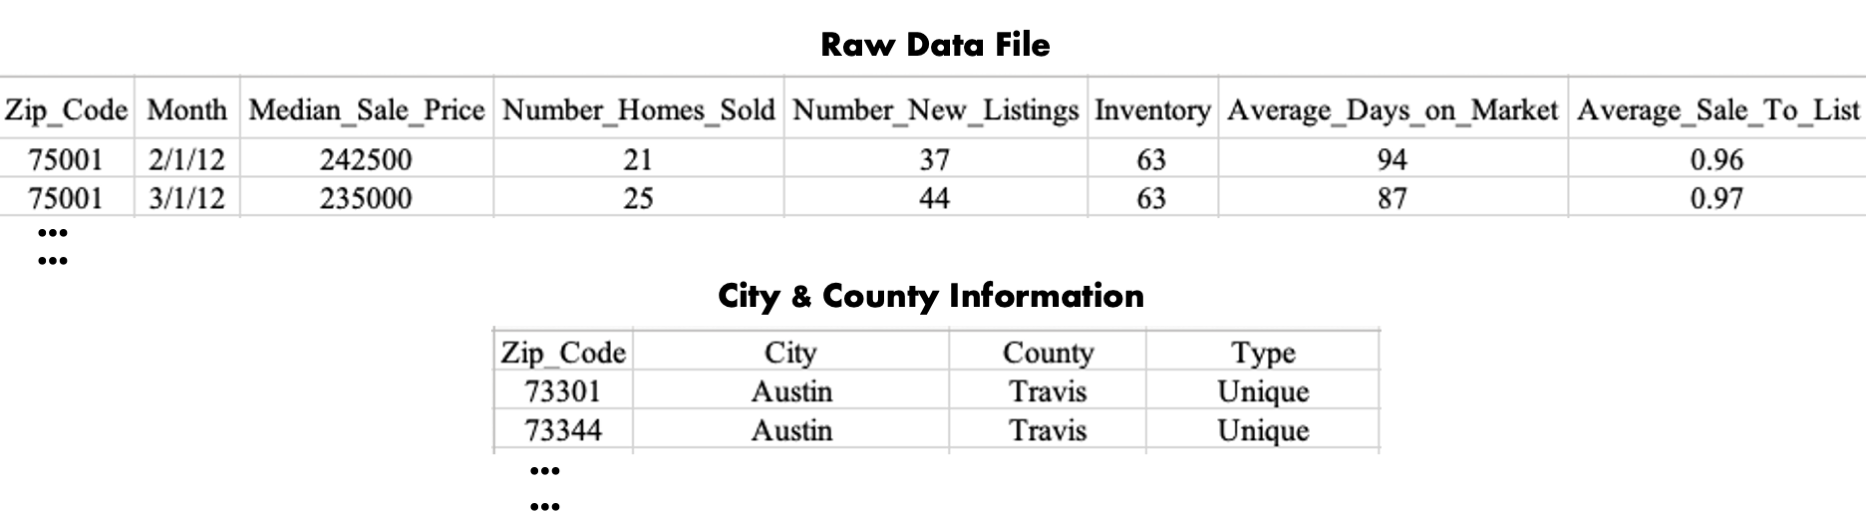 Raw Data File
Zip_Code Month Median_Sale_Price Number_Homes_Sold Number_New_Listings Inventory Average_Days_on_Market Average_Sale_To_List
75001 2/1/12 242500 21 37 63 94 0.96
75001 3/1/12 235000 25 44 63 87 0.97
...
...
City & County Information
Zip_Code City County Type
73301 Austin Travis Unique
73344 Austin Travis Unique
...
...